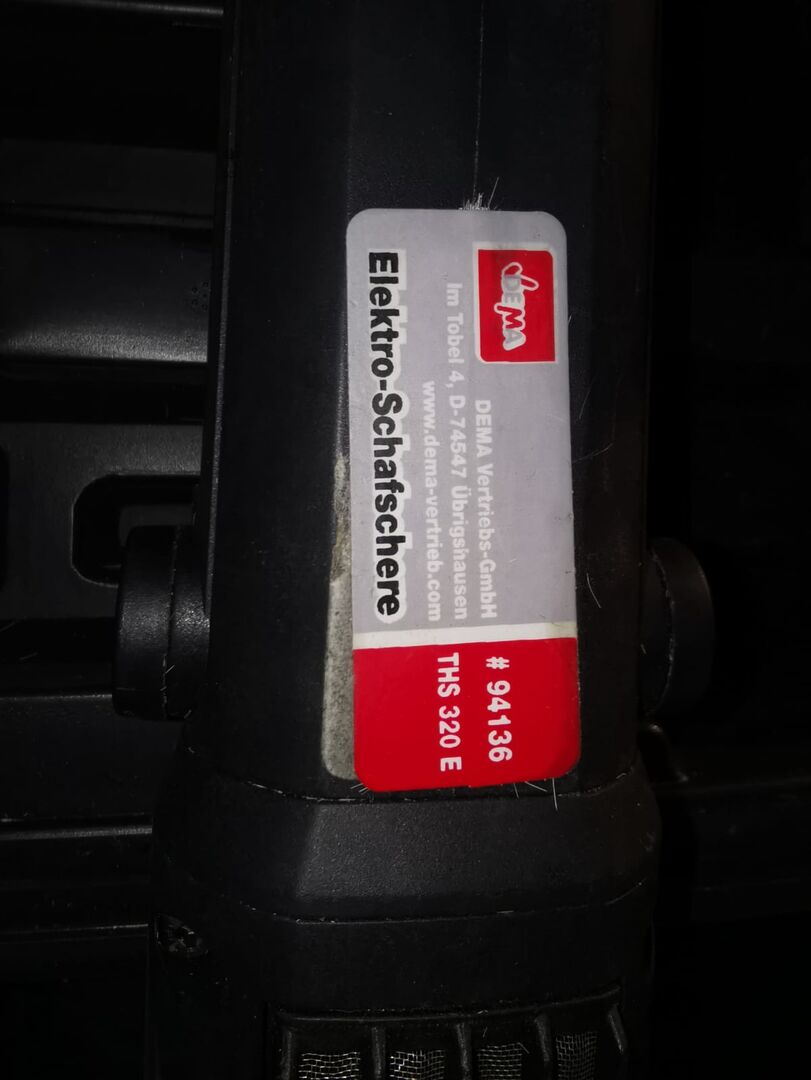 DEMA
DEMA Vertriebs-GmbH
Im Tobel 4, D-74547 Übrigshausen
www.dema-vertrieb.com
Elektro-Schafschere
# 94136
THS 320 E